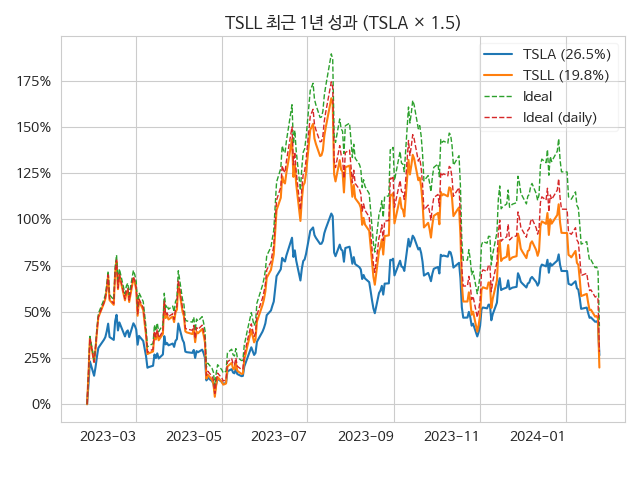 TSLL 최근 1년 성과 (TSLA × 1.5)
TSLA (26.5%)
TSLL (19.8%)
Ideal
Ideal (daily)
175%
150%
125%
100%
75%
50%
25%
0%
2023−03 2023−05 2023−07 2023−09 2023−11 2024−01